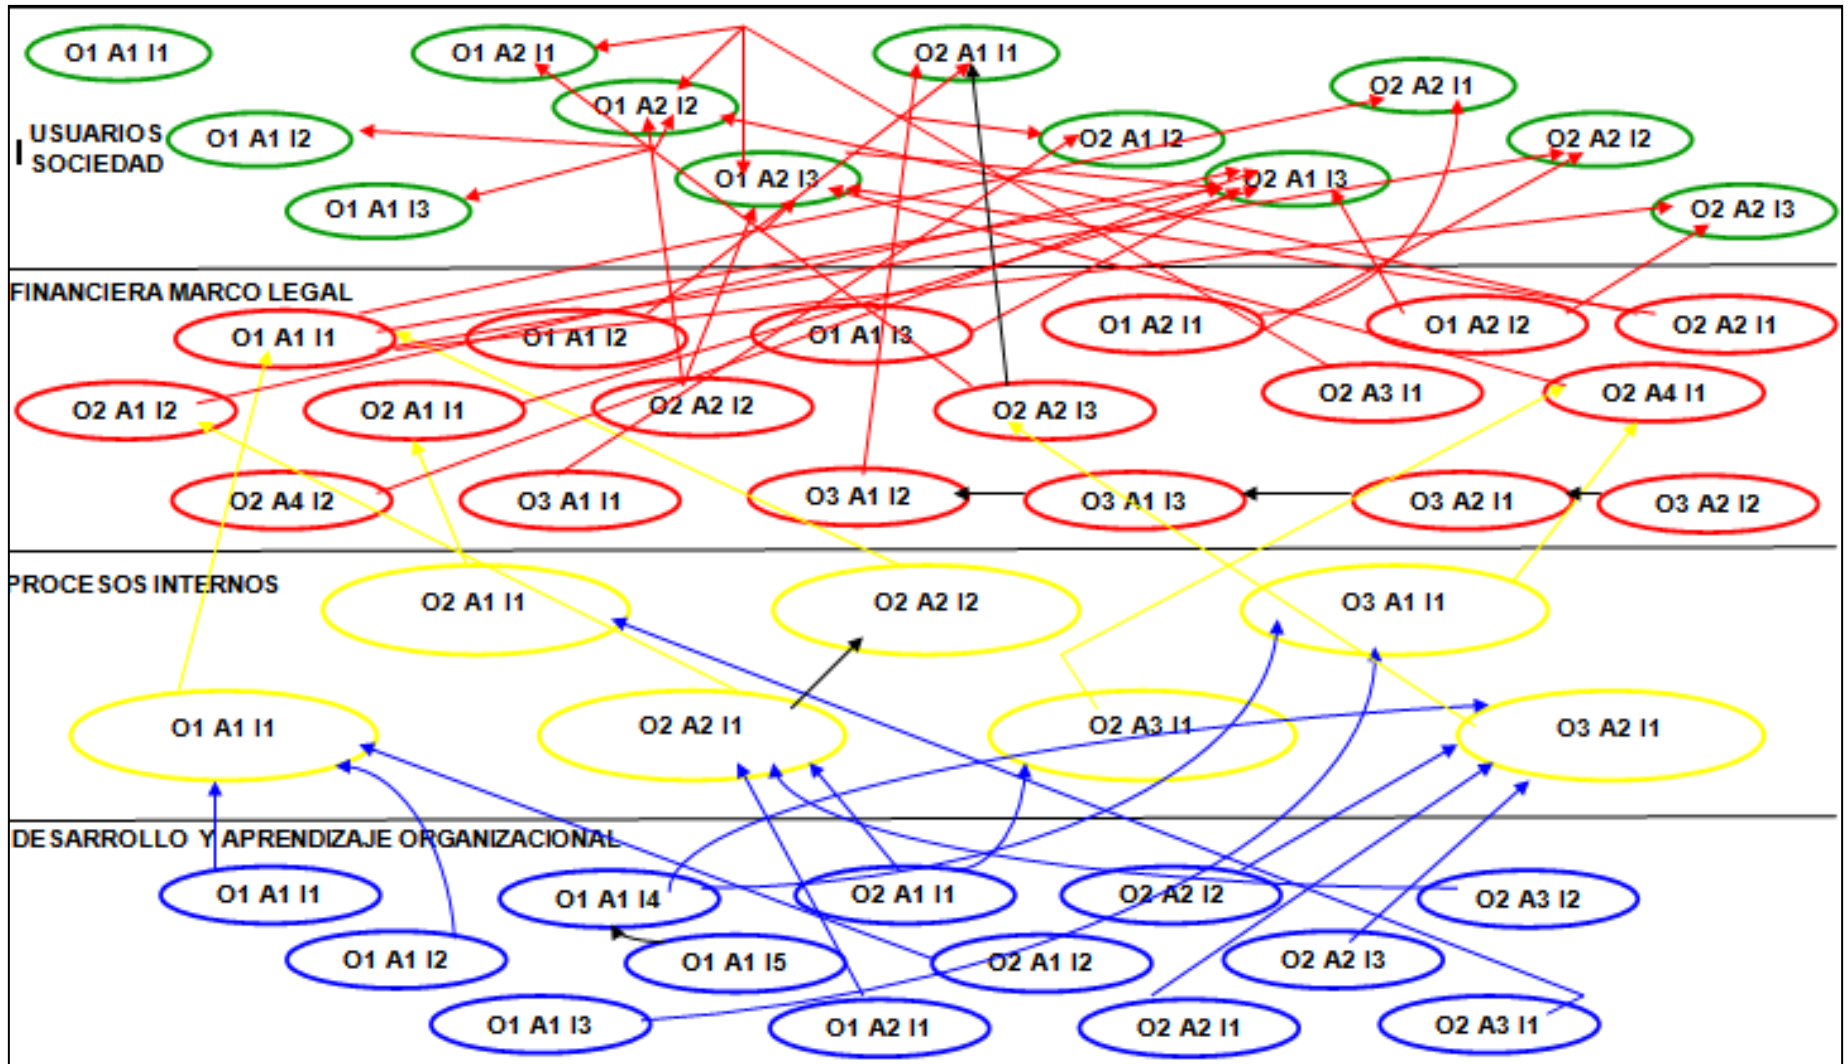 O1 A1 I1
O1 A2 I1
O2 A1 I1
O2 A2 I1
O1 A2 I2
I USUARIOS
SOCIEDAD
O1 A1 I2
O2 A1 I2
O2 A2 I2
O1 A2 I3
O2 A1 I3
O1 A1 I3
O2 A2 I3
FINANCIERA MARCO LEGAL
O1 A1 I1
O1 A1 I2
O1 A1 I3
O1 A2 I1
O1 A2 I2
O2 A2 I1
O2 A1 I2
O2 A1 I1
O2 A2 I2
O2 A2 I3
O2 A3 I1
O2 A4 I1
O2 A4 I2
O3 A1 I1
O3 A1 I2
O3 A1 I3
O3 A2 I1
O3 A2 I2
PROCESOS INTERNOS
O2 A1 I1
O2 A2 I2
O3 A1 I1
O1 A1 I1
O2 A2 I1
O2 A3 I1
O3 A2 I1
DESARROLLO Y APRENDIZAJE ORGANIZACIONAL
O1 A1 I1
O1 A1 I4
O2 A1 I1
O2 A2 I2
O2 A3 I2
O1 A1 I2
O1 A1 I5
O2 A1 I2
O2 A2 I3
O1 A1 I3
O1 A2 I1
O2 A2 I1
O2 A3 I1